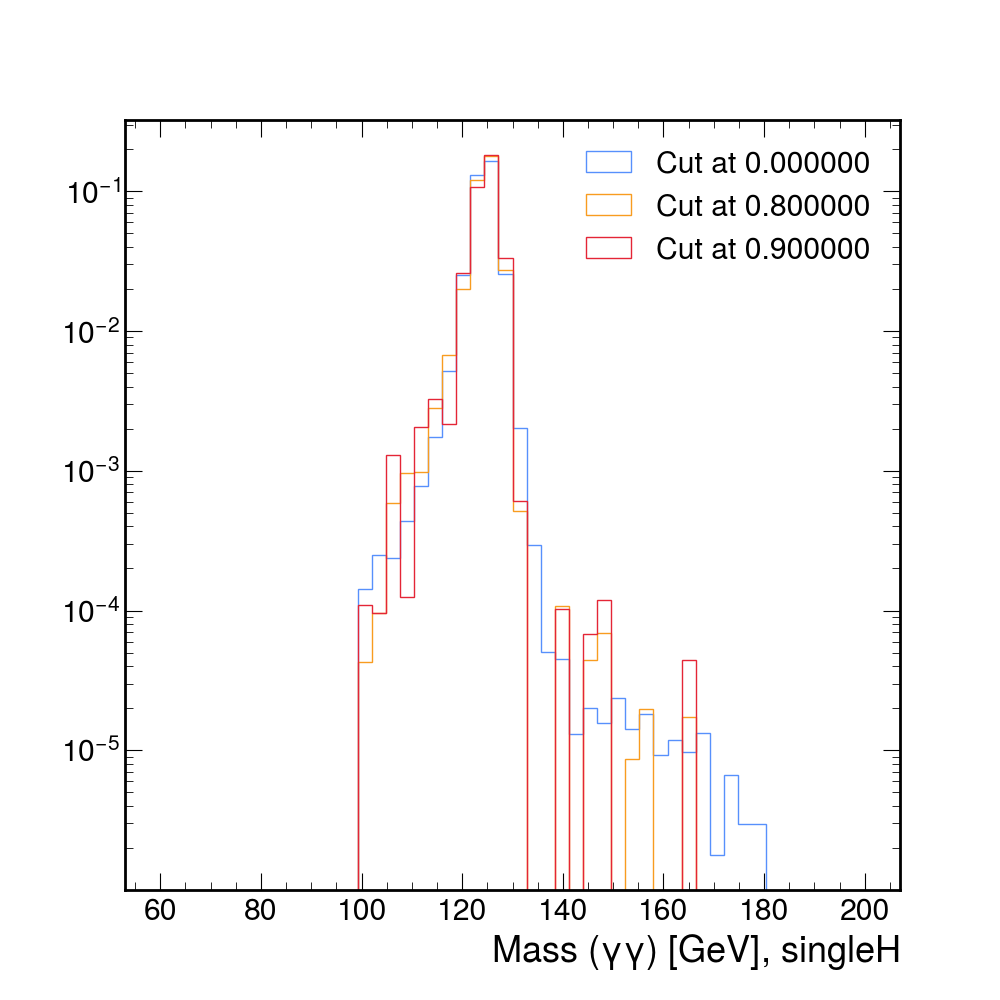 Cut at 0.000000
Cut at 0.800000
Cut at 0.900000
10⁻¹
10⁻²
10⁻³
10⁻⁴
10⁻⁵
60 80 100 120 140 160 180 200
Mass (γγ) [GeV], singleH